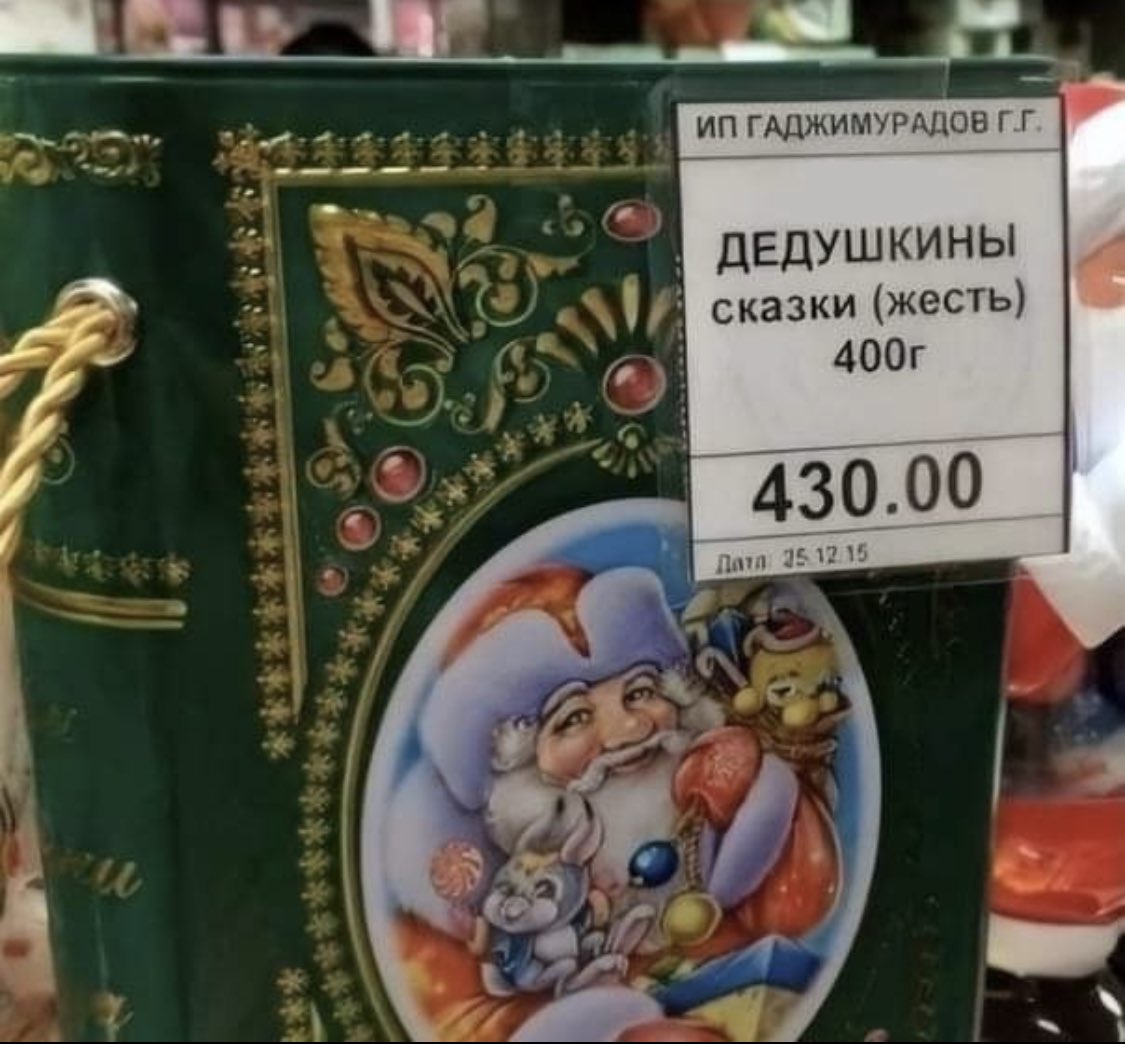 ИП ГАДЖИМУРАДОВ Г.Г.
ДЕДУШКИНЫ
сказки (жесть)
400г
430.00
Дата: 25.12.15